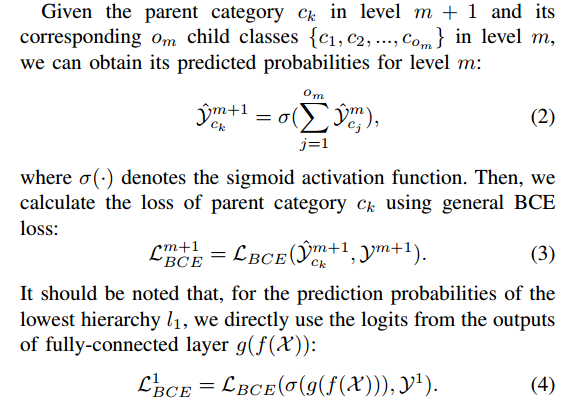 Given the parent category $c_k$ in level $m + 1$ and its
corresponding $o_m$ child classes $\{c_1, c_2, ..., c_{o_m}\}$ in level $m$,
we can obtain its predicted probabilities for level $m$:
$\hat{\mathcal{Y}}_{c_k}^{m+1} = \sigma(\sum_{j=1}^{o_m} \hat{\mathcal{Y}}_{c_j}^{m}),$ (2)
where $\sigma(\cdot)$ denotes the sigmoid activation function. Then, we
calculate the loss of parent category $c_k$ using general BCE
loss:
$\mathcal{L}_{BCE}^{m+1} = \mathcal{L}_{BCE}(\hat{\mathcal{Y}}_{c_k}^{m+1}, \mathcal{Y}^{m+1}).$ (3)
It should be noted that, for the prediction probabilities of the
lowest hierarchy $l_1$, we directly use the logits from the outputs
of fully-connected layer $g(f(\mathcal{X}))$:
$\mathcal{L}_{BCE}^{1} = \mathcal{L}_{BCE}(\sigma(g(f(\mathcal{X}))), \mathcal{Y}^{1}).$ (4)